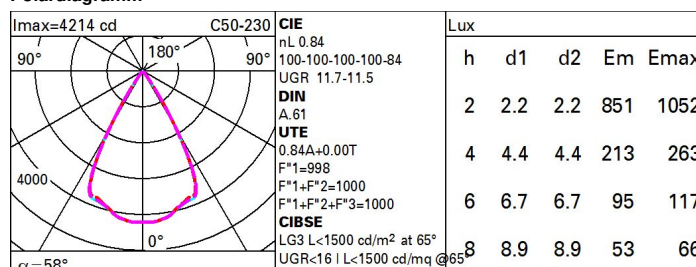 Imax=4214 cd C50-230
90° 180° 90°
4000
0°
α=58°
CIE
nL 0.84
100-100-100-100-84
UGR 11.7-11.5
DIN
A.61
UTE
0.84A+0.00T
F"1=998
F"1+F"2=1000
F"1+F"2+F"3=1000
CIBSE
LG3 L<1500 cd/m² at 65°
UGR<16 | L<1500 cd/mq @65°
Lux
h d1 d2 Em Emax
2 2.2 2.2 851 1052
4 4.4 4.4 213 263
6 6.7 6.7 95 117
8 8.9 8.9 53 66